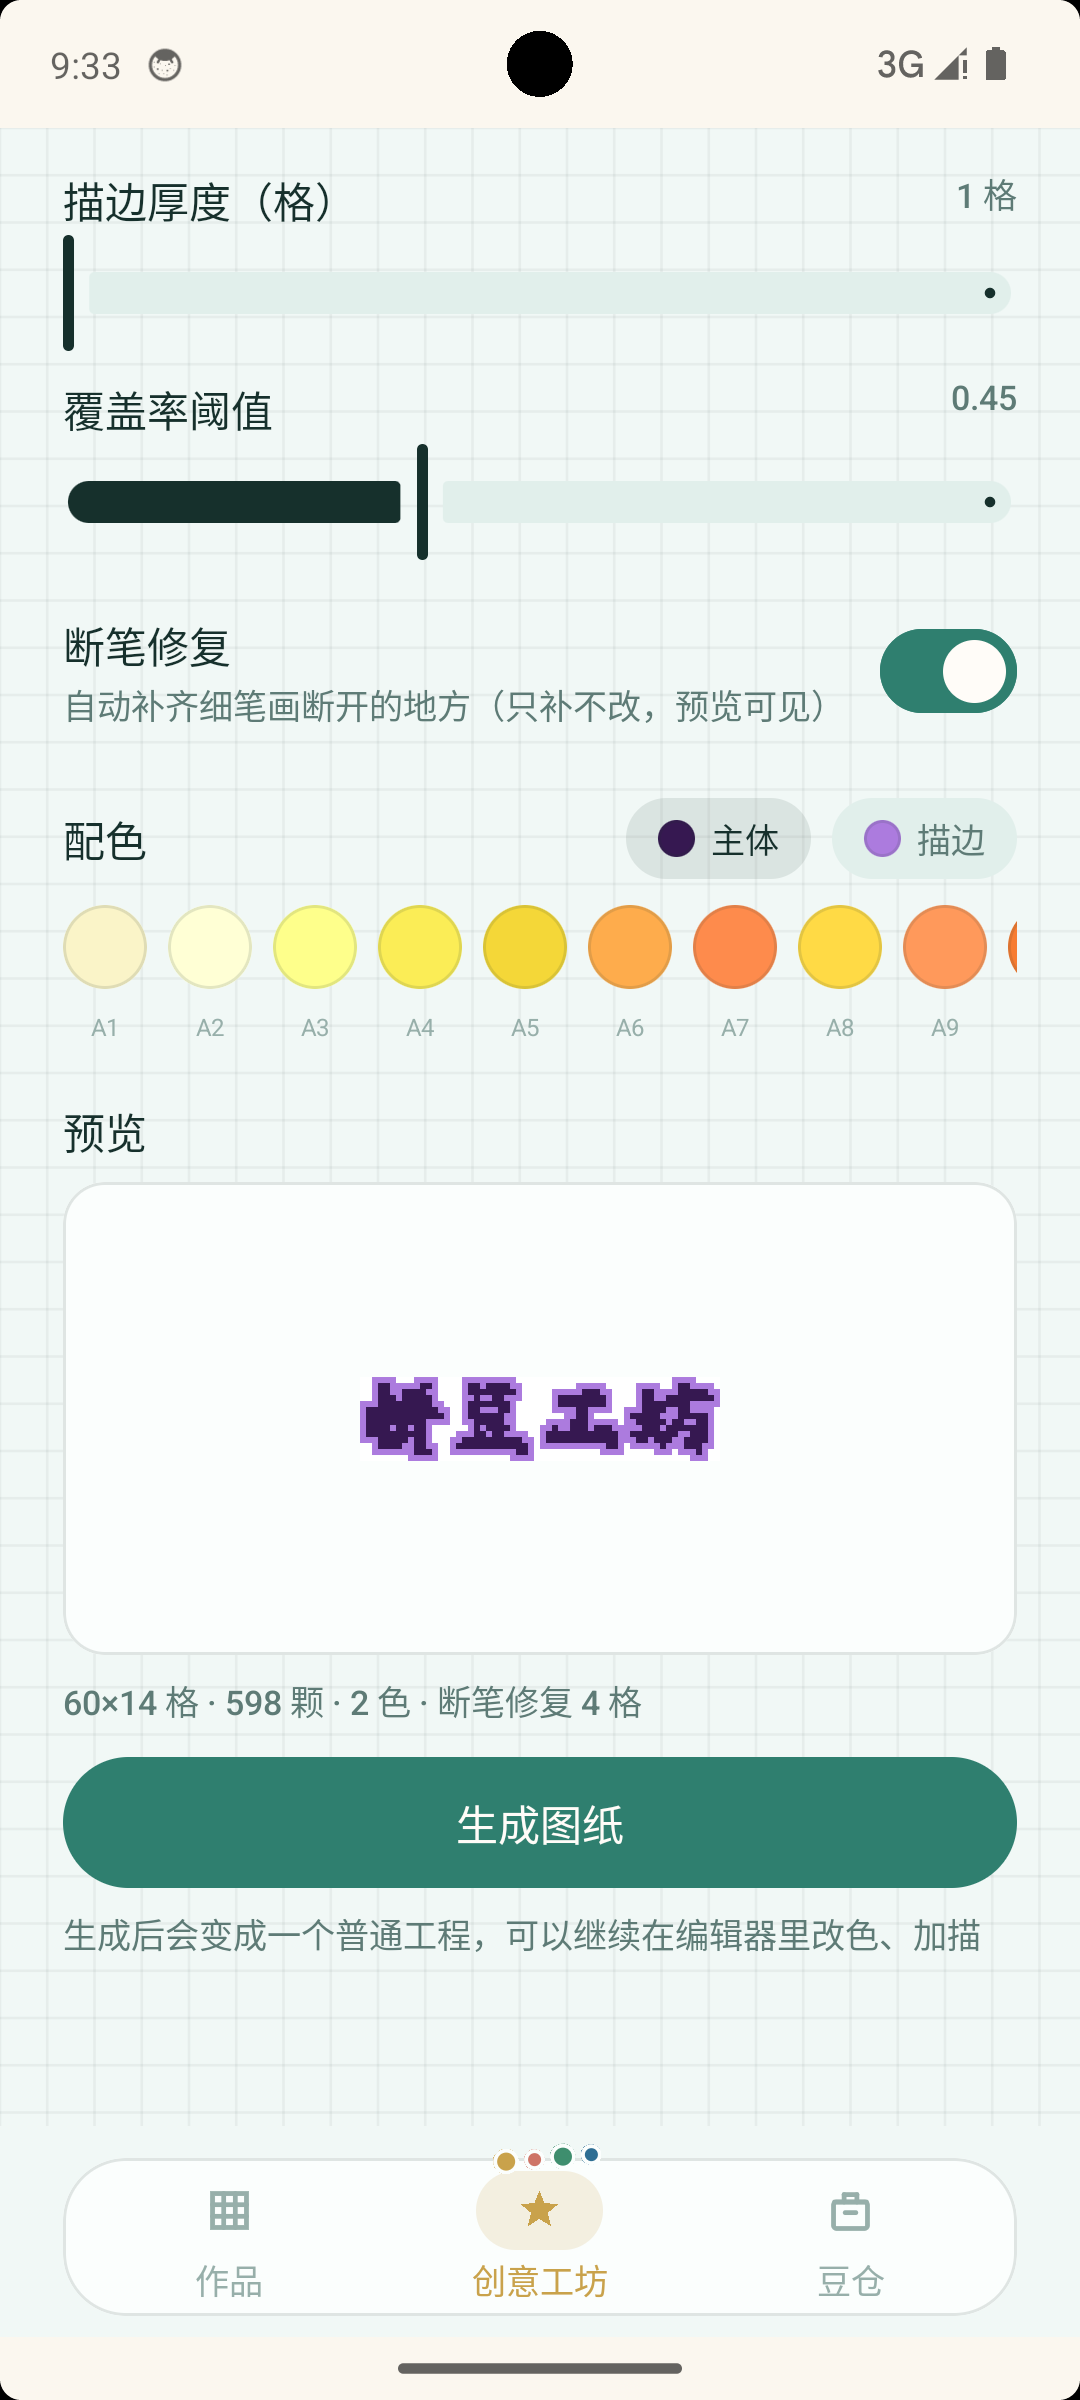 9:33
3G
描边厚度（格）
1 格
覆盖率阈值
0.45
断笔修复
自动补齐细笔画断开的地方（只补不改，预览可见）
配色
主体
描边
A1 A2 A3 A4 A5 A6 A7 A8 A9
预览
拼豆工坊
60×14 格 · 598 颗 · 2 色 · 断笔修复 4 格
生成图纸
生成后会变成一个普通工程，可以继续在编辑器里改色、加描
作品
创意工坊
豆仓